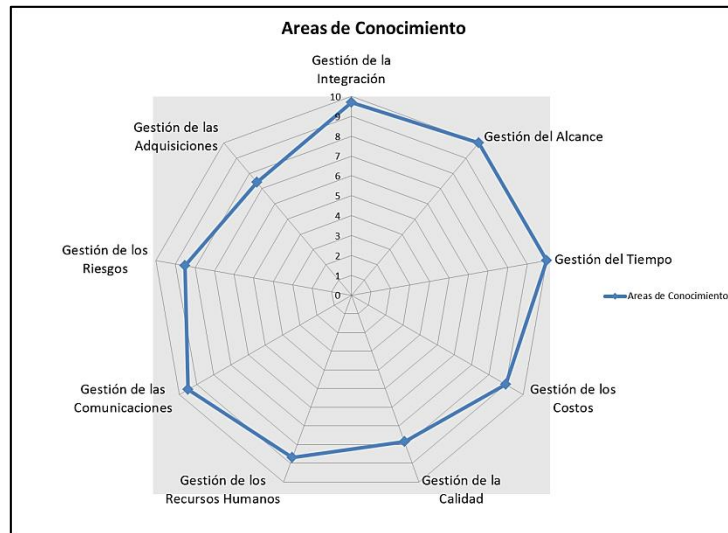 Areas de Conocimiento
Gestión de la
Integración
Gestión de las
Adquisiciones
Gestión del Alcance
Gestión de los
Riesgos
Gestión del Tiempo
Areas de Conocimiento
Gestión de las
Comunicaciones
Gestión de los
Costos
Gestión de los
Recursos Humanos
Gestión de la
Calidad
10
9
8
7
6
5
4
3
2
1
0